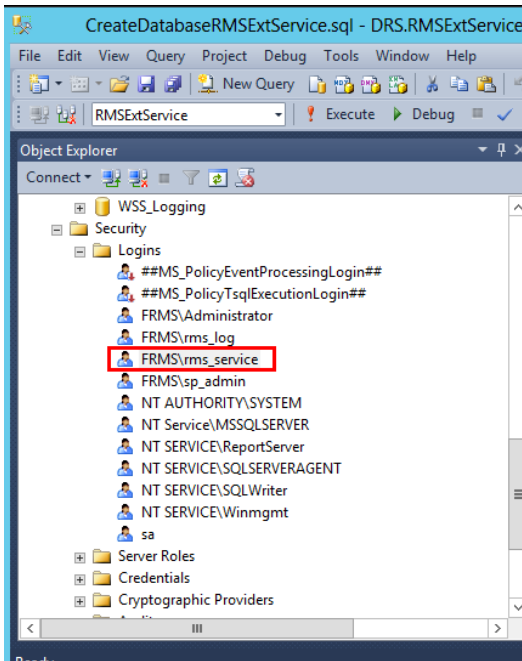 CreateDatabaseRMSExtService.sql - DRS.RMSExtService
File Edit View Query Project Debug Tools Window Help
New Query
RMSExtService Execute Debug
Object Explorer
Connect
WSS_Logging
Security
Logins
##MS_PolicyEventProcessingLogin##
##MS_PolicyTsqlExecutionLogin##
FRMS\Administrator
FRMS\rms_log
FRMS\rms_service
FRMS\sp_admin
NT AUTHORITY\SYSTEM
NT Service\MSSQLSERVER
NT SERVICE\ReportServer
NT SERVICE\SQLSERVERAGENT
NT SERVICE\SQLWriter
NT SERVICE\Winmgmt
sa
Server Roles
Credentials
Cryptographic Providers